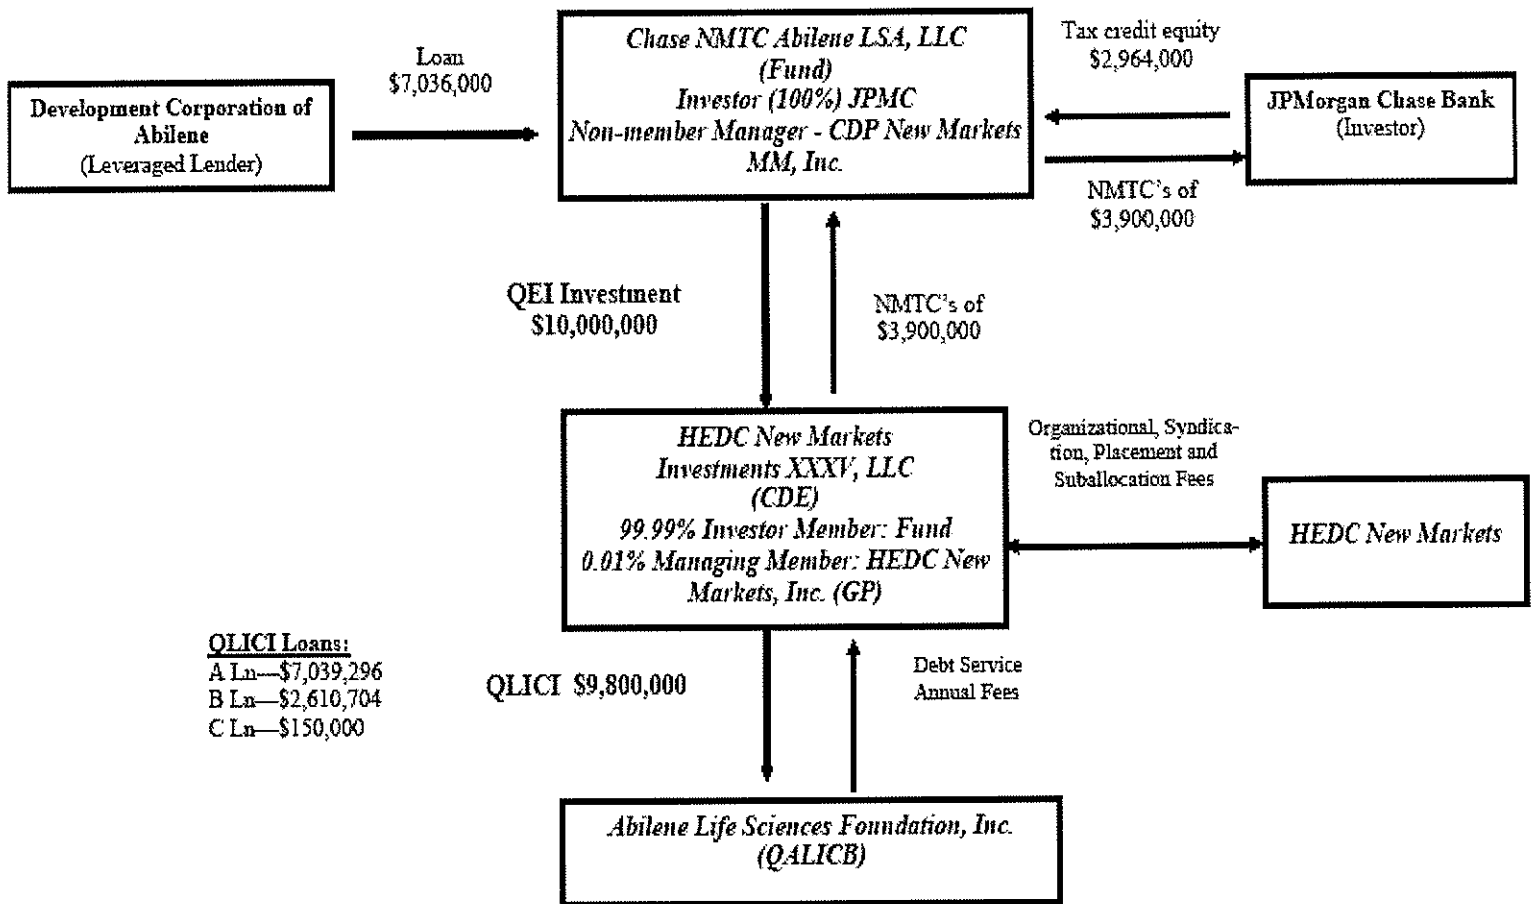 Loan
$7,036,000
Development Corporation of
Abilene
(Leveraged Lender)
Chase NMTC Abilene LSA, LLC
(Fund)
Investor (100%) JPMC
Non-member Manager - CDP New Markets
MM, Inc.
Tax credit equity
$2,964,000
JPMorgan Chase Bank
(Investor)
NMTC's of
$3,900,000
QEI Investment
$10,000,000
NMTC's of
$3,900,000
HEDC New Markets
Investments XXXV, LLC
(CDE)
99.99% Investor Member: Fund
0.01% Managing Member: HEDC New
Markets, Inc. (GP)
Organizational, Syndica-
tion, Placement and
Suballocation Fees
HEDC New Markets
QLICI Loans:
A Ln—$7,039,296
B Ln—$2,610,704
C Ln—$150,000
QLICI $9,800,000
Debt Service
Annual Fees
Abilene Life Sciences Foundation, Inc.
(QALICB)